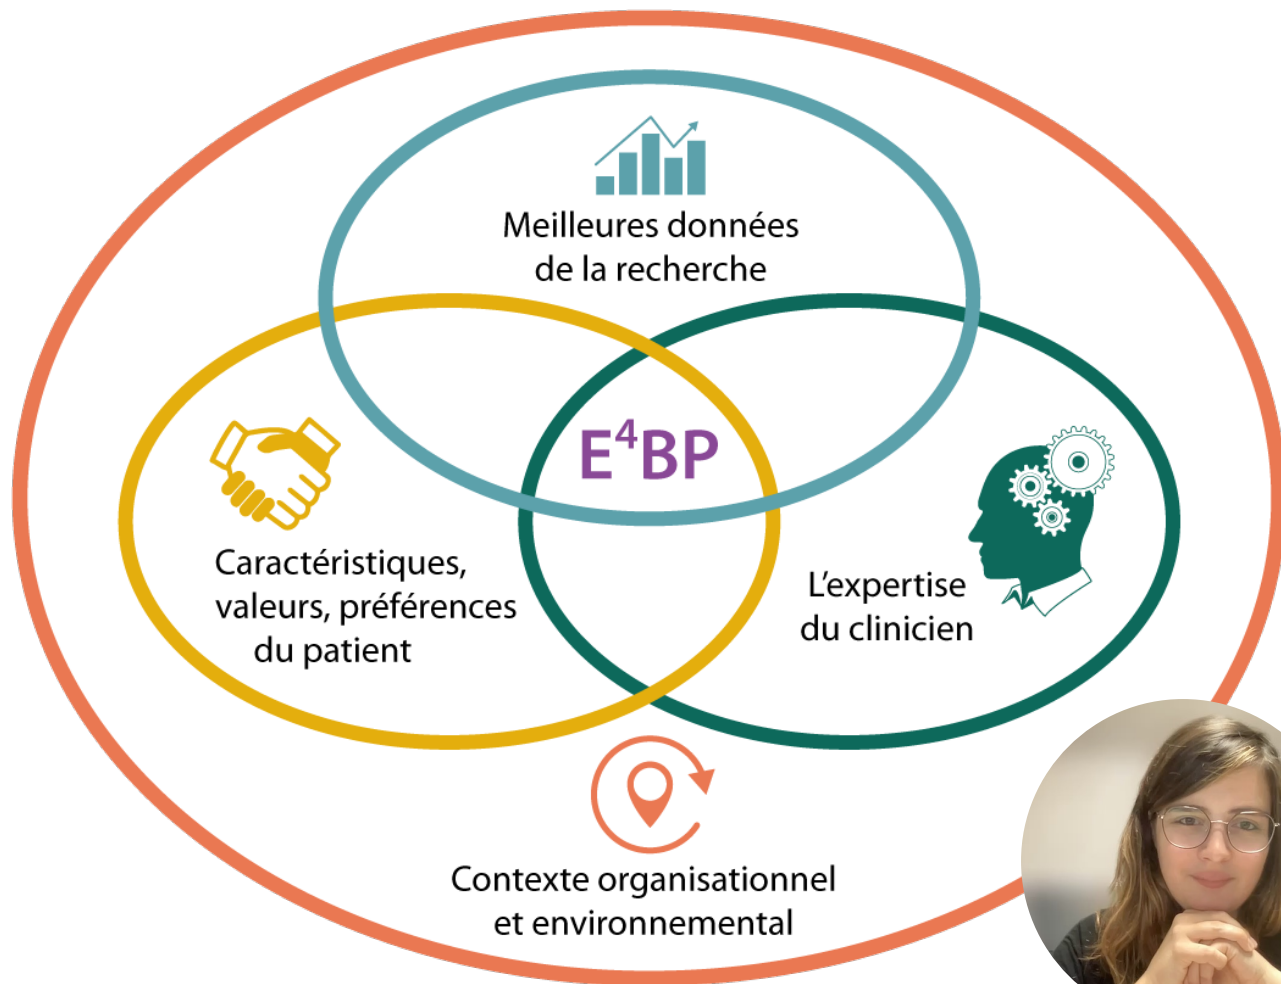 Meilleures données
de la recherche
E⁴BP
Caractéristiques,
valeurs, préférences
du patient
L’expertise
du clinicien
Contexte organisationnel
et environnemental